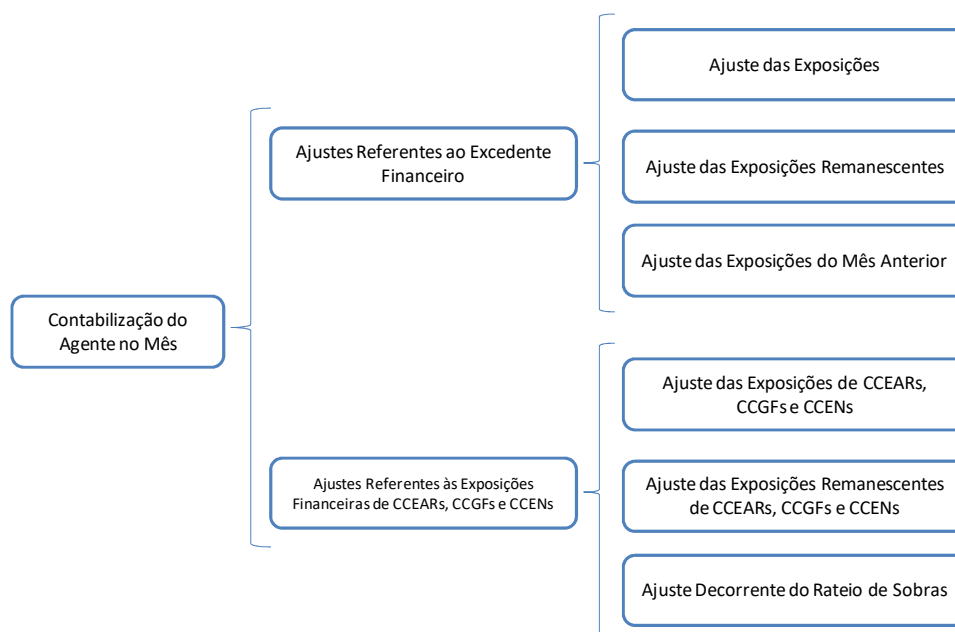 Contabilização do
Agente no Mês
Ajustes Referentes ao Excedente
Financeiro
Ajuste das Exposições
Ajuste das Exposições Remanescentes
Ajuste das Exposições do Mês Anterior
Ajustes Referentes às Exposições
Financeiras de CCEARs, CCGFs e CCENs
Ajuste das Exposições de CCEARs,
CCGFs e CCENs
Ajuste das Exposições Remanescentes
de CCEARs, CCGFs e CCENs
Ajuste Decorrente do Rateio de Sobras